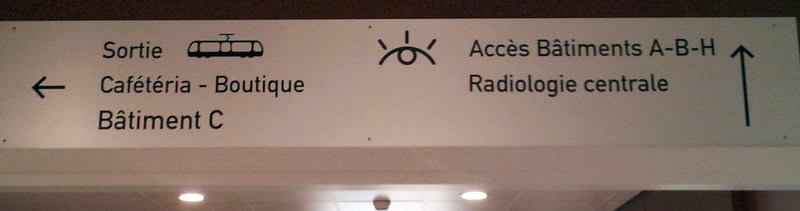 Sortie
Cafétéria - Boutique
Bâtiment C
Accès Bâtiments A-B-H
Radiologie centrale